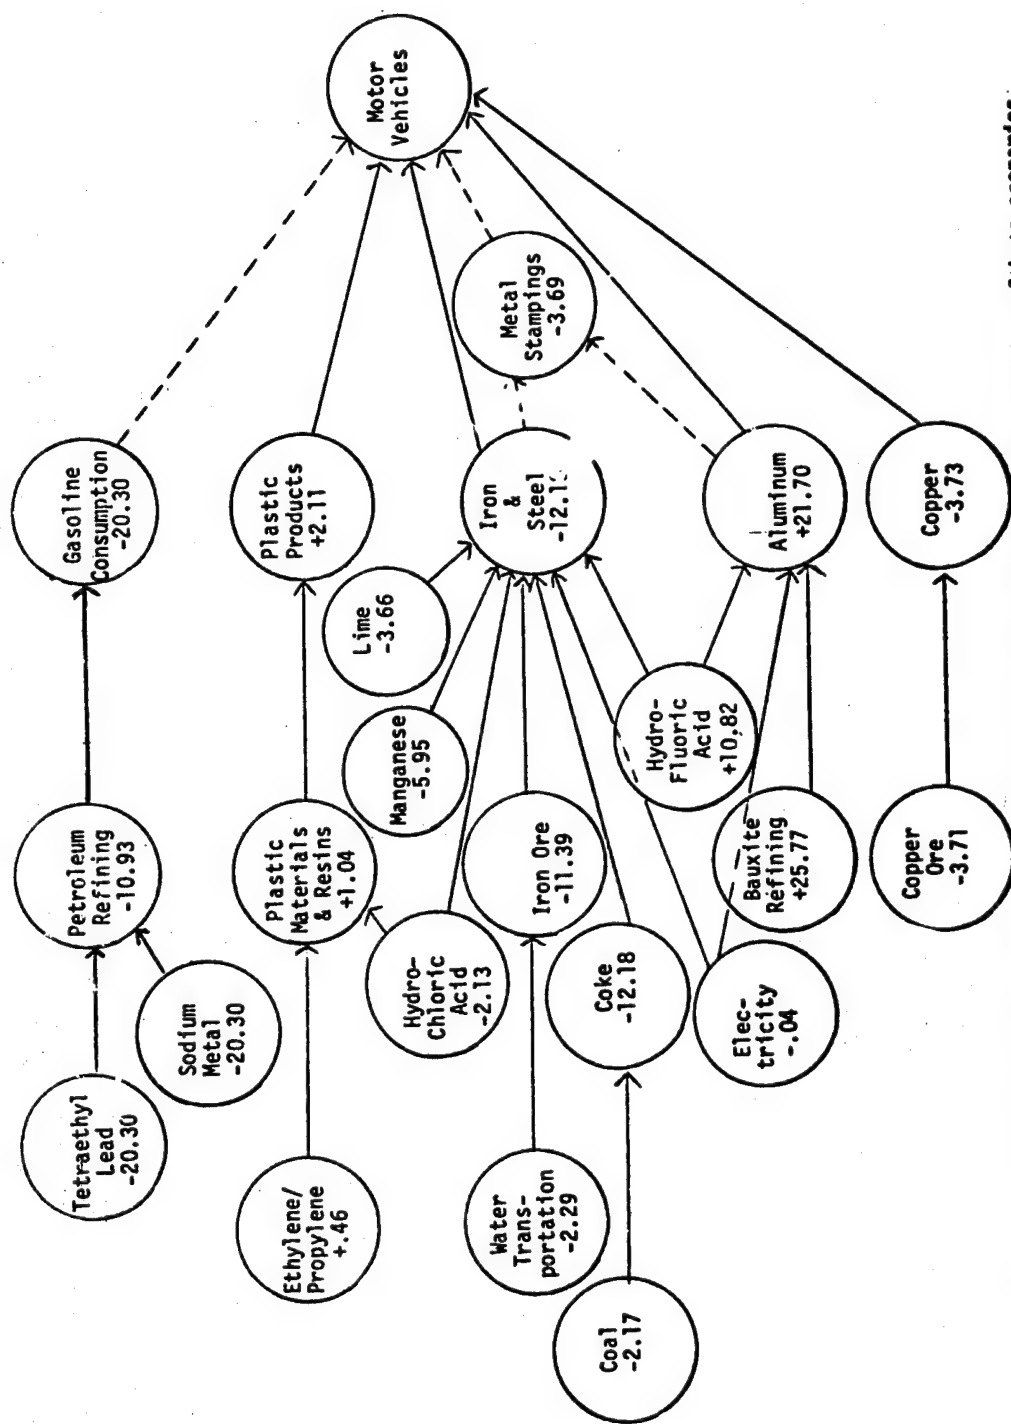 Motor
Vehicles
Gasoline
Consumption
-20.30
Plastic
Products
+2.11
Metal
Stampings
-3.69
Iron
&
Steel
Aluminum
+21.70
Copper
-3.73
Lime
-3.66
Manganese
-5.95
Petroleum
Refining
-10.93
Plastic
Materials
& Resins
+1.04
Hydro-
Chloric
Acid
-2.13
Iron Ore
-11.39
Coke
-12.18
Hydro-
Fluoric
Acid
+10.82
Bauxite
Refining
+25.77
Elec-
tricity
-.04
Copper
Ore
-3.71
Tetraethyl
Lead
-20.30
Sodium
Metal
-20.30
Ethylene/
Propylene
+.46
Water
Trans-
portation
-2.29
Coal
-2.17